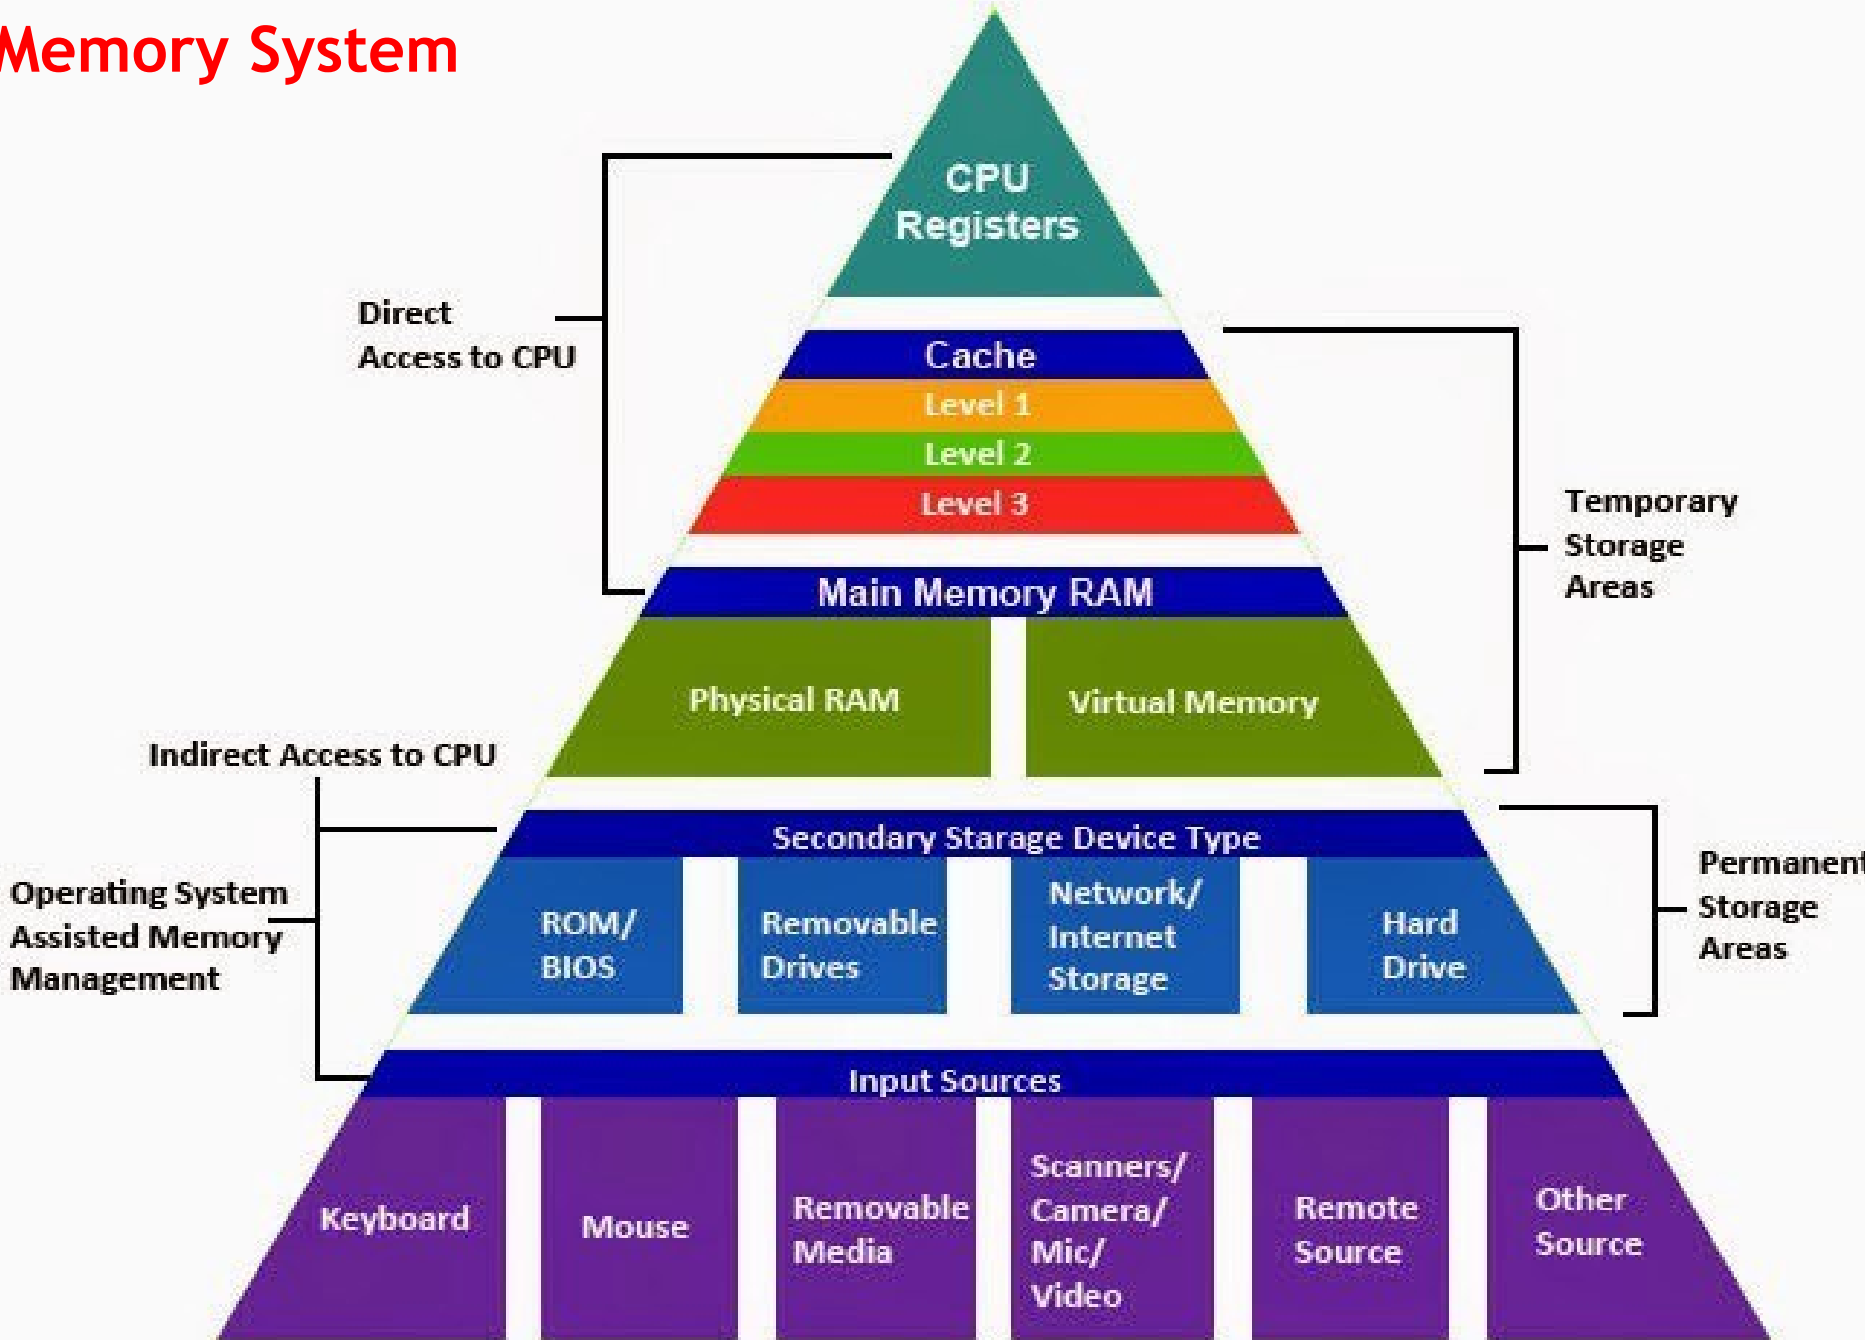 Memory System
CPU
Registers
Direct
Access to CPU
Cache
Level 1
Level 2
Level 3
Temporary
Storage
Areas
Main Memory RAM
Physical RAM
Virtual Memory
Indirect Access to CPU
Secondary Starage Device Type
Operating System
Assisted Memory
Management
ROM/
BIOS
Removable
Drives
Network/
Internet
Storage
Hard
Drive
Permanent
Storage
Areas
Input Sources
Keyboard
Mouse
Removable
Media
Scanners/
Camera/
Mic/
Video
Remote
Source
Other
Source